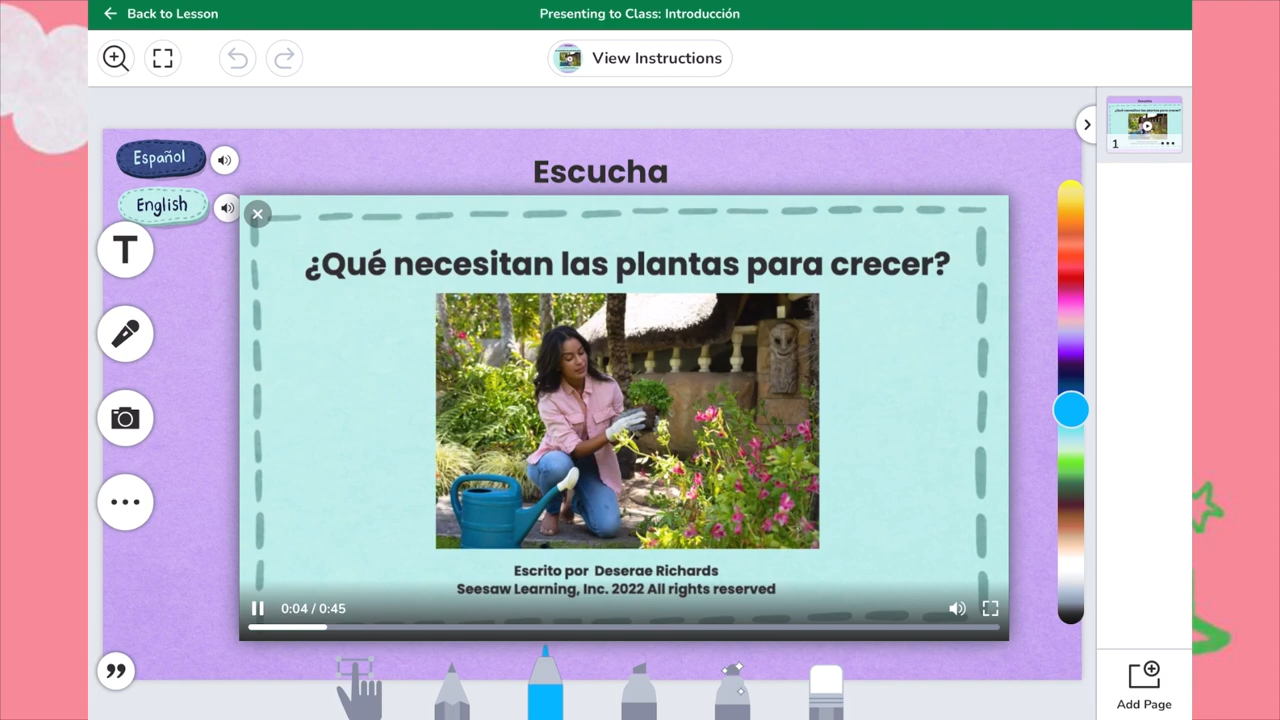 Back to Lesson
Presenting to Class: Introducción
View Instructions
Español
English
Escucha
¿Qué necesitan las plantas para crecer?
Escrito por Deserae Richards
Seesaw Learning, Inc. 2022 All rights reserved
0:04 / 0:45
T
1
Add Page